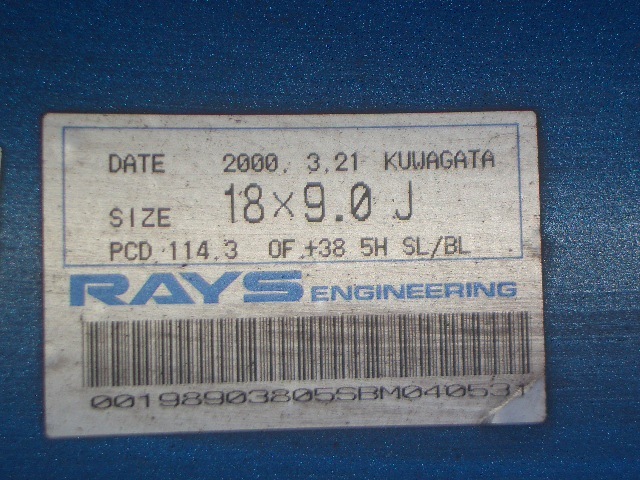 DATE 2000. 3.21 KUWAGATA
SIZE 18×9.0 J
PCD.114.3 OF.+38 5H SL/BL
RAYS ENGINEERING
00198903805SBM040531